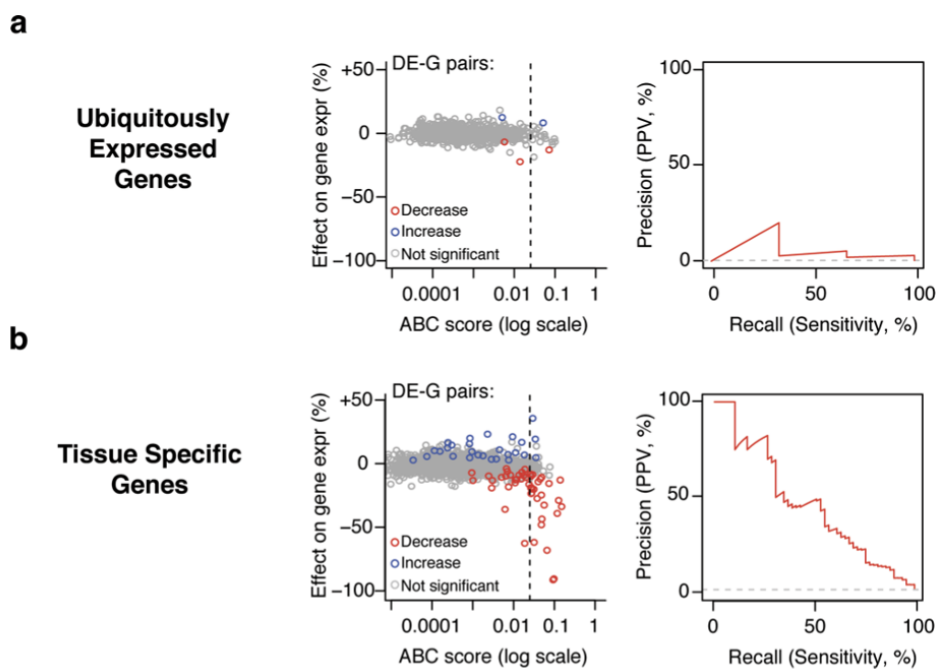 a
Ubiquitously
Expressed
Genes
DE-G pairs:
Effect on gene expr (%)
+50
0
−50
−100
Decrease
Increase
Not significant
0.0001
0.01
0.1
1
ABC score (log scale)
Precision (PPV, %)
100
50
0
0
50
100
Recall (Sensitivity, %)
b
Tissue Specific
Genes
DE-G pairs:
Effect on gene expr (%)
+50
0
−50
−100
Decrease
Increase
Not significant
0.0001
0.01
0.1
1
ABC score (log scale)
Precision (PPV, %)
100
50
0
0
50
100
Recall (Sensitivity, %)